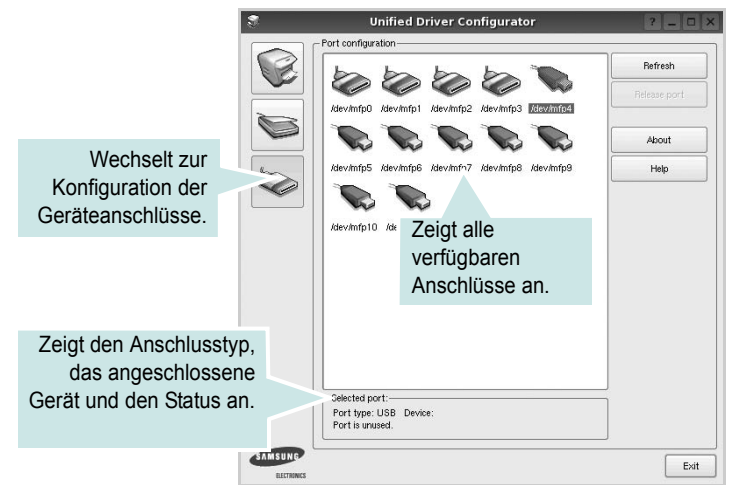 Unified Driver Configurator
Port configuration
/dev/mfp0 /dev/mfp1 /dev/mfp2 /dev/mfp3 /dev/mfp4
/dev/mfp5 /dev/mfp6 /dev/mfp7 /dev/mfp8 /dev/mfp9
/dev/mfp10
Refresh
Release port
About
Help
Wechselt zur
Konfiguration der
Geräteanschlüsse.
Zeigt alle
verfügbaren
Anschlüsse an.
Zeigt den Anschlusstyp,
das angeschlossene
Gerät und den Status an.
Selected port:
Port type: USB Device:
Port is unused.
SAMSUNG
ELECTRONICS
Exit